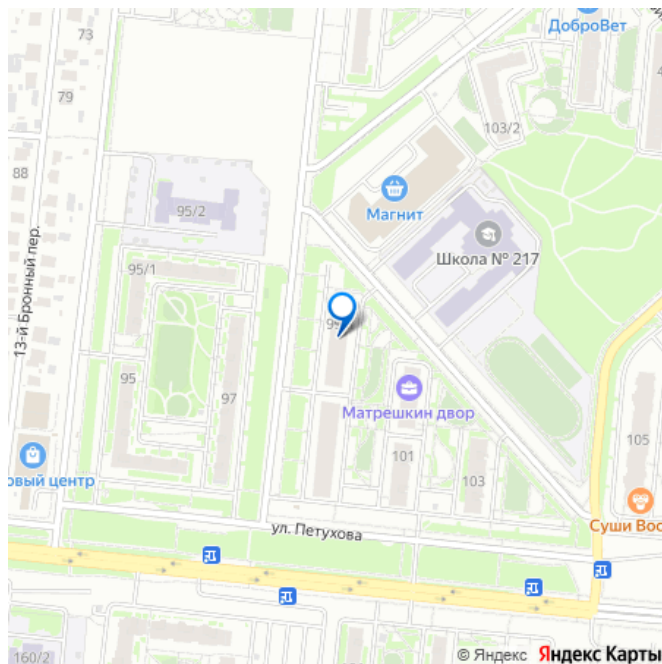 73
ДоброВет
79
103/2
88
Магнит
95/2
Школа № 217
13-й Бронный пер.
95/1
95
97
Матрешкин двор
101
103
105
овый центр
Суши Вос
ул. Петухова
160/2
© Яндекс Яндекс Карты